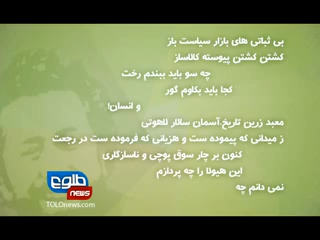 بی ثباتی های بازار سیاست باز
کشتن کشتن پیوسته کالاساز
چه سو باید ببندم رخت
کجا باید بکاوم گور
و انسان!
معبد زرین تاریخ.آسمان سالار لاهوتی
ز میدانی که پیموده ست و هزیانی که فرموده ست در رجعت
کنون بر چار سوق پوچی و ناسازگاری
این هیولا را چه پردازم
نمی دانم چه
طلوع
NEWS
TOLOnews.com